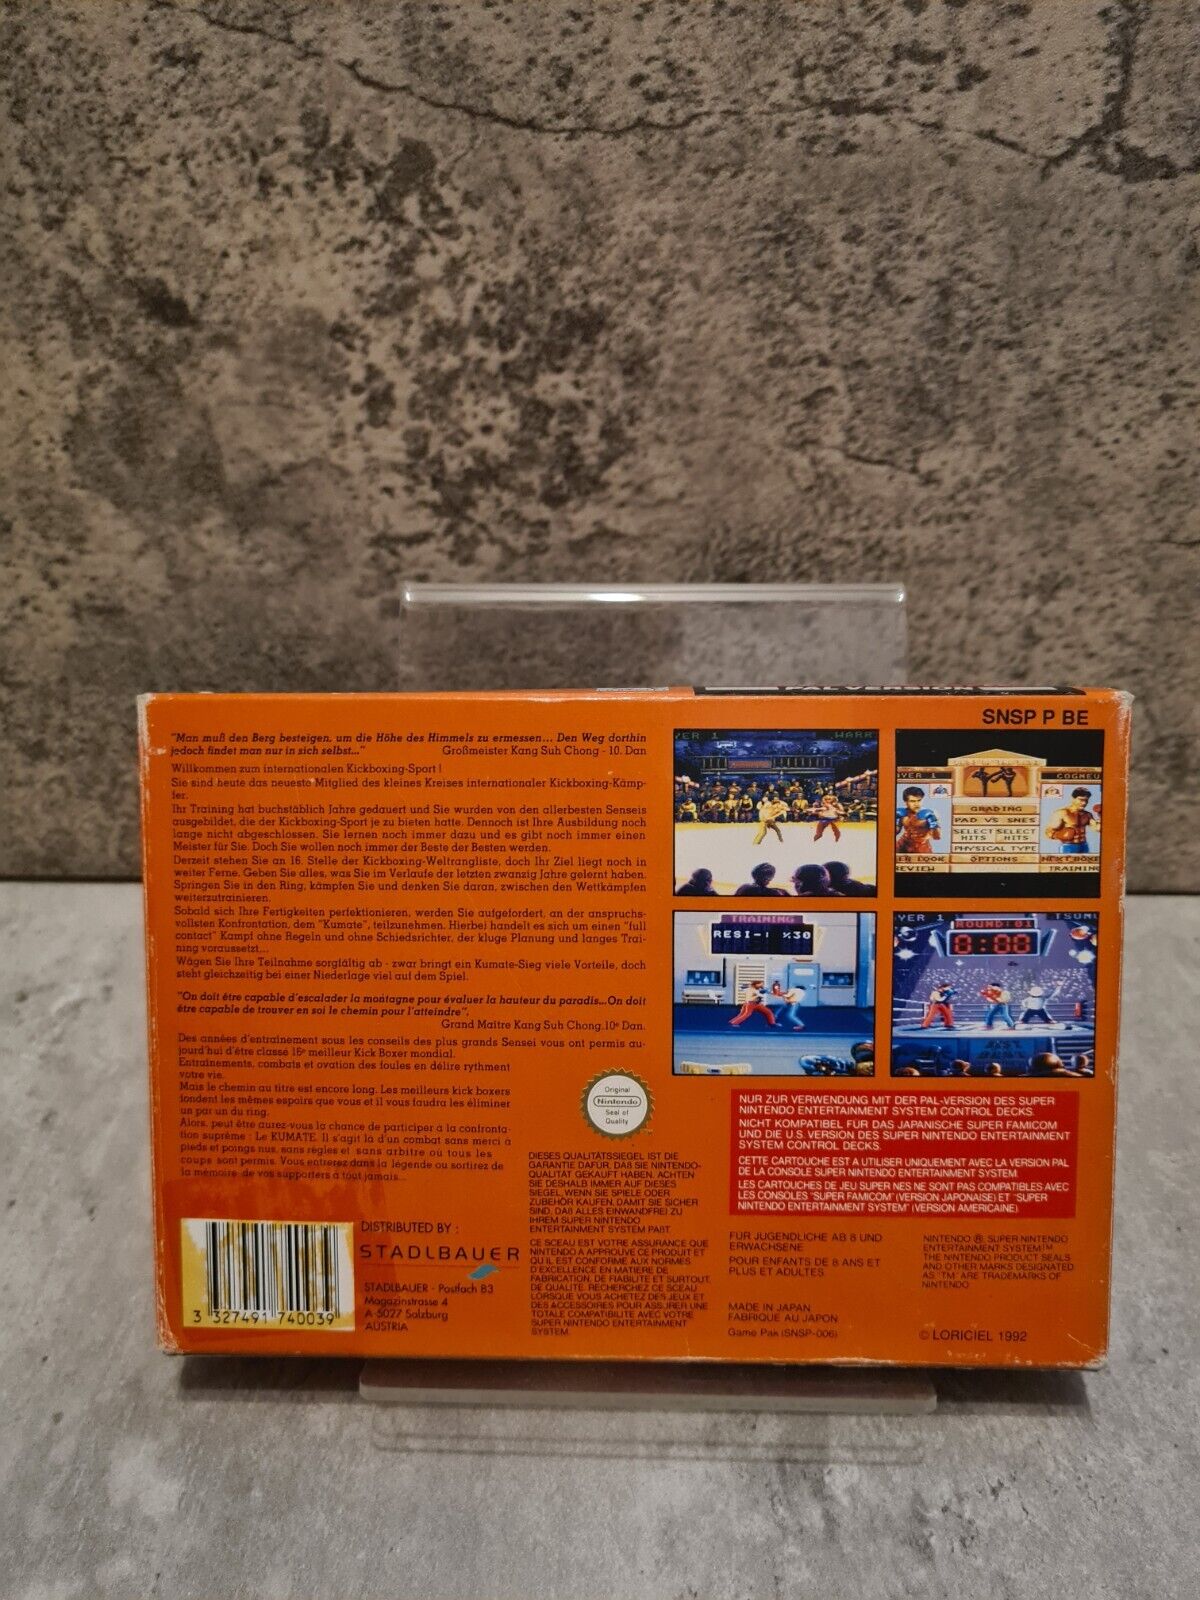 PAL VERSION
SNSP P BE
"Man muß den Berg besteigen, um die Höhe des Himmels zu ermessen... Den Weg dorthin
jedoch findet man nur in sich selbst..."
Großmeister Kang Suh Chong - 10. Dan
Willkommen zum internationalen Kickboxing-Sport !
Sie sind heute das neueste Mitglied des kleines Kreises internationaler Kickboxing-Kämp-
fer.
Ihr Training hat buchstäblich Jahre gedauert und Sie wurden von den allerbesten Senseis
ausgebildet, die der Kickboxing-Sport je zu bieten hatte. Dennoch ist Ihre Ausbildung noch
lange nicht abgeschlossen. Sie lernen noch immer dazu und es gibt noch immer einen
Meister für Sie. Doch Sie wollen noch immer der Beste der Besten werden.
Derzeit stehen Sie an 16. Stelle der Kickboxing-Weltrangliste, doch Ihr Ziel liegt noch in
weiter Ferne. Geben Sie alles, was Sie im Verlaufe der letzten zwanzig Jahre gelernt haben.
Springen Sie in den Ring, kämpfen Sie und denken Sie daran, zwischen den Wettkämpfen
weiterzutrainieren.
Sobald sich Ihre Fertigkeiten perfektionieren, werden Sie aufgefordert, an der anspruchs-
vollsten Konfrontation, dem "Kumate", teilzunehmen. Hierbei handelt es sich um einen "full
contact" Kampf ohne Regeln und ohne Schiedsrichter, der kluge Planung und langes Trai-
ning voraussetzt...
Wägen Sie Ihre Teilnahme sorgfältig ab - zwar bringt ein Kumate-Sieg viele Vorteile, doch
steht gleichzeitig bei einer Niederlage viel auf dem Spiel.
"On doit être capable d'escalader la montagne pour évaluer la hauteur du paradis...On doit
être capable de trouver en soi le chemin pour l'atteindre",
Grand Maître Kang Suh Chong.10e Dan.
Des années d'entraînement sous les conseils des plus grands Sensei vous ont permis au-
jourd'hui d'être classé 16e meilleur Kick Boxer mondial.
Entraînements, combats et ovation des foules en délire rythment
votre vie.
Mais le chemin au titre est encore long. Les meilleurs kick boxers
fondent les mêmes espoirs que vous et il vous faudra les éliminer
un par un du ring.
Alors, peut être aurez-vous la chance de participer à la confronta-
tion suprême : Le KUMATE. Il s'agit là d'un combat sans merci à
pieds et poings nus, sans règles et sans arbitre où tous les
coups sont permis. Vous entrerez dans la légende ou sortirez de
la mémoire de vos supporters à tout jamais...
3 327491 740039
DISTRIBUTED BY :
STADLBAUER
STADLBAUER - Postfach 83
Magazinstrasse 4
A-5027 Salzburg
AUSTRIA
Original
Nintendo
Seal of
Quality
DIESES QUALITÄTSSIEGEL IST DIE
GARANTIE DAFÜR, DAß SIE NINTENDO-
QUALITÄT GEKAUFT HABEN. ACHTEN
SIE DESHALB IMMER AUF DIESES
SIEGEL, WENN SIE SPIELE ODER
ZUBEHÖR KAUFEN, DAMIT SIE SICHER
SIND, DAß ALLES EINWANDFREI ZU
IHREM SUPER NINTENDO
ENTERTAINMENT SYSTEM PAßT.
CE SCEAU EST VOTRE ASSURANCE QUE
NINTENDO A APPROUVE CE PRODUIT ET
QU'IL EST CONFORME AUX NORMES
D'EXCELLENCE EN MATIERE DE
FABRICATION, DE FIABILITE ET SURTOUT,
DE QUALITE. RECHERCHEZ CE SCEAU
LORSQUE VOUS ACHETEZ DES JEUX ET
DES ACCESSOIRES POUR ASSURER UNE
TOTALE COMPATIBILITE AVEC VOTRE
SUPER NINTENDO ENTERTAINMENT
SYSTEM.
YER 1
WARR
YER 1
COGNEU
GRADING
PAD VS SNES
SELECT SELECT
HITS HITS
PHYSICAL TYPE
ER LOOK OPTIONS NEXT BOXE
REVIEW TRAINING
TRAINING
RESI-! %30
YER 1
ROUND:01
TSUNG
0:00
NUR ZUR VERWENDUNG MIT DER PAL-VERSION DES SUPER
NINTENDO ENTERTAINMENT SYSTEM CONTROL DECKS.
NICHT KOMPATIBEL FÜR DAS JAPANISCHE SUPER FAMICOM
UND DIE U.S. VERSION DES SUPER NINTENDO ENTERTAINMENT
SYSTEM CONTROL DECKS.
CETTE CARTOUCHE EST A UTILISER UNIQUEMENT AVEC LA VERSION PAL
DE LA CONSOLE SUPER NINTENDO ENTERTAINMENT SYSTEM.
LES CARTOUCHES DE JEU SUPER NES NE SONT PAS COMPATIBLES AVEC
LES CONSOLES "SUPER FAMICOM" (VERSION JAPONAISE) ET "SUPER
NINTENDO ENTERTAINMENT SYSTEM" (VERSION AMERICAINE).
FÜR JUGENDLICHE AB 8 UND
ERWACHSENE
POUR ENFANTS DE 8 ANS ET
PLUS ET ADULTES.
MADE IN JAPAN
FABRIQUE AU JAPON
Game Pak (SNSP-006)
NINTENDO ®, SUPER NINTENDO
ENTERTAINMENT SYSTEM™
THE NINTENDO PRODUCT SEALS
AND OTHER MARKS DESIGNATED
AS "TM" ARE TRADEMARKS OF
NINTENDO.
© LORICIEL 1992